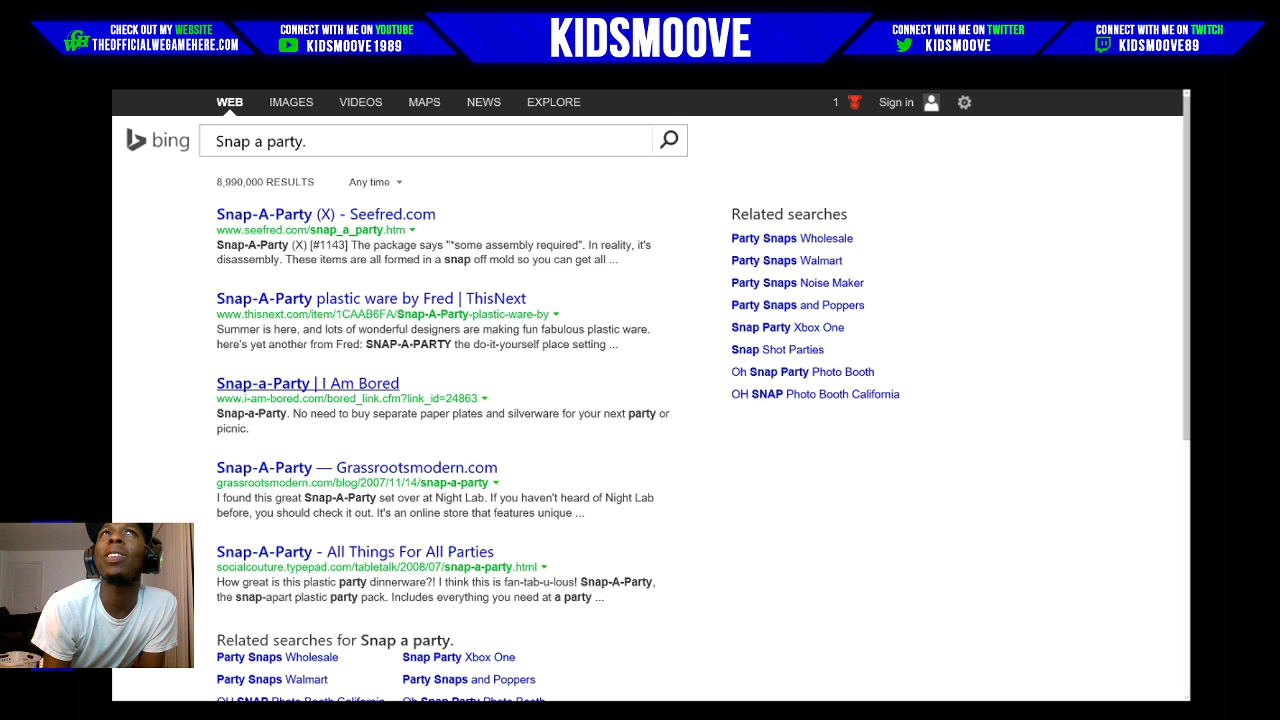 CHECK OUT MY WEBSITE
THEOFFICIALWEGAMEHERE.COM
CONNECT WITH ME ON YOUTUBE
KIDSMOOVE1989
KIDSMOOVE
CONNECT WITH ME ON TWITTER
KIDSMOOVE
CONNECT WITH ME ON TWITCH
KIDSMOOVE89
WEB IMAGES VIDEOS MAPS NEWS EXPLORE 1 Sign in
bing Snap a party.
8,990,000 RESULTS Any time
Snap-A-Party (X) - Seefred.com
www.seefred.com/snap_a_party.htm
Snap-A-Party (X) [#1143] The package says "*some assembly required". In reality, it's
disassembly. These items are all formed in a snap off mold so you can get all ...
Snap-A-Party plastic ware by Fred | ThisNext
www.thisnext.com/item/1CAAB6FA/Snap-A-Party-plastic-ware-by
Summer is here, and lots of wonderful designers are making fun fabulous plastic ware.
here's yet another from Fred: SNAP-A-PARTY the do-it-yourself place setting ...
Snap-a-Party | I Am Bored
www.i-am-bored.com/bored_link.cfm?link_id=24863
Snap-a-Party. No need to buy separate paper plates and silverware for your next party or
picnic.
Snap-A-Party — Grassrootsmodern.com
grassrootsmodern.com/blog/2007/11/14/snap-a-party
I found this great Snap-A-Party set over at Night Lab. If you haven't heard of Night Lab
before, you should check it out. It's an online store that features unique ...
Snap-A-Party - All Things For All Parties
socialcouture.typepad.com/tabletalk/2008/07/snap-a-party.html
How great is this plastic party dinnerware?! I think this is fan-tab-u-lous! Snap-A-Party,
the snap-apart plastic party pack. Includes everything you need at a party ...
Related searches for Snap a party.
Party Snaps Wholesale Snap Party Xbox One
Party Snaps Walmart Party Snaps and Poppers
OH SNAP Photo Booth California Oh Snap Party Photo Booth
Related searches
Party Snaps Wholesale
Party Snaps Walmart
Party Snaps Noise Maker
Party Snaps and Poppers
Snap Party Xbox One
Snap Shot Parties
Oh Snap Party Photo Booth
OH SNAP Photo Booth California